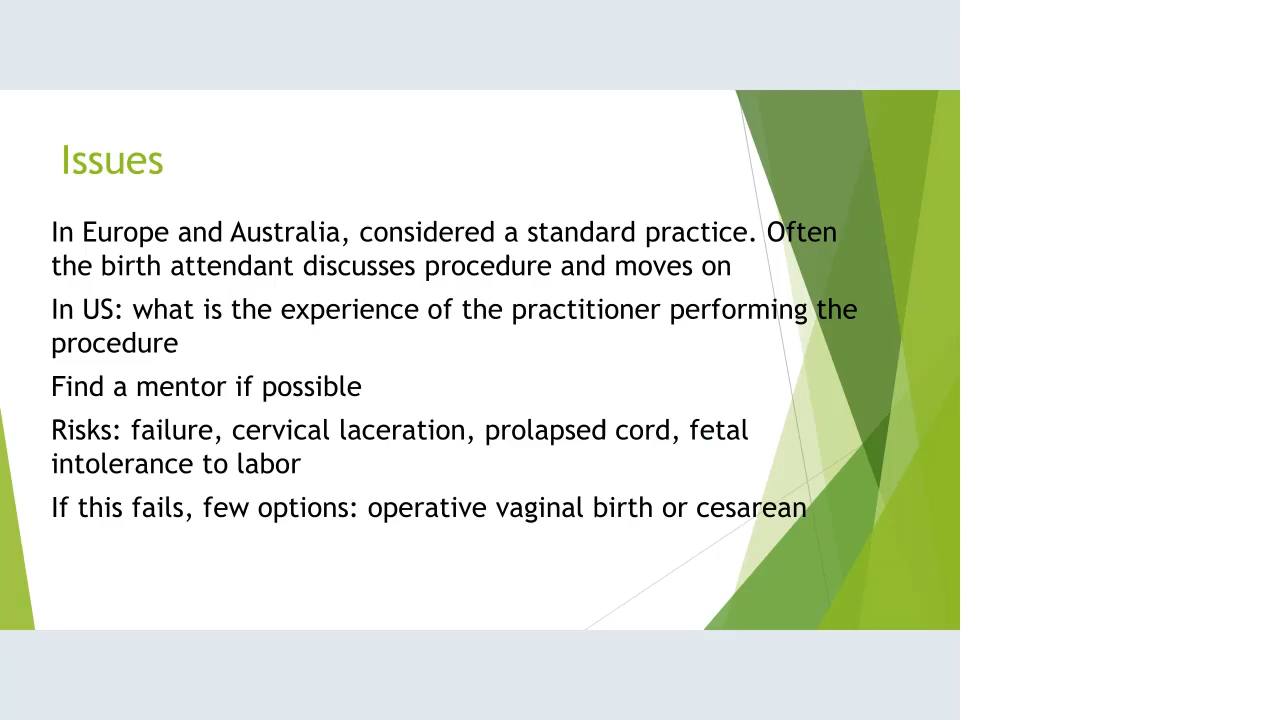 Issues
In Europe and Australia, considered a standard practice. Often
the birth attendant discusses procedure and moves on
In US: what is the experience of the practitioner performing the
procedure
Find a mentor if possible
Risks: failure, cervical laceration, prolapsed cord, fetal
intolerance to labor
If this fails, few options: operative vaginal birth or cesarean